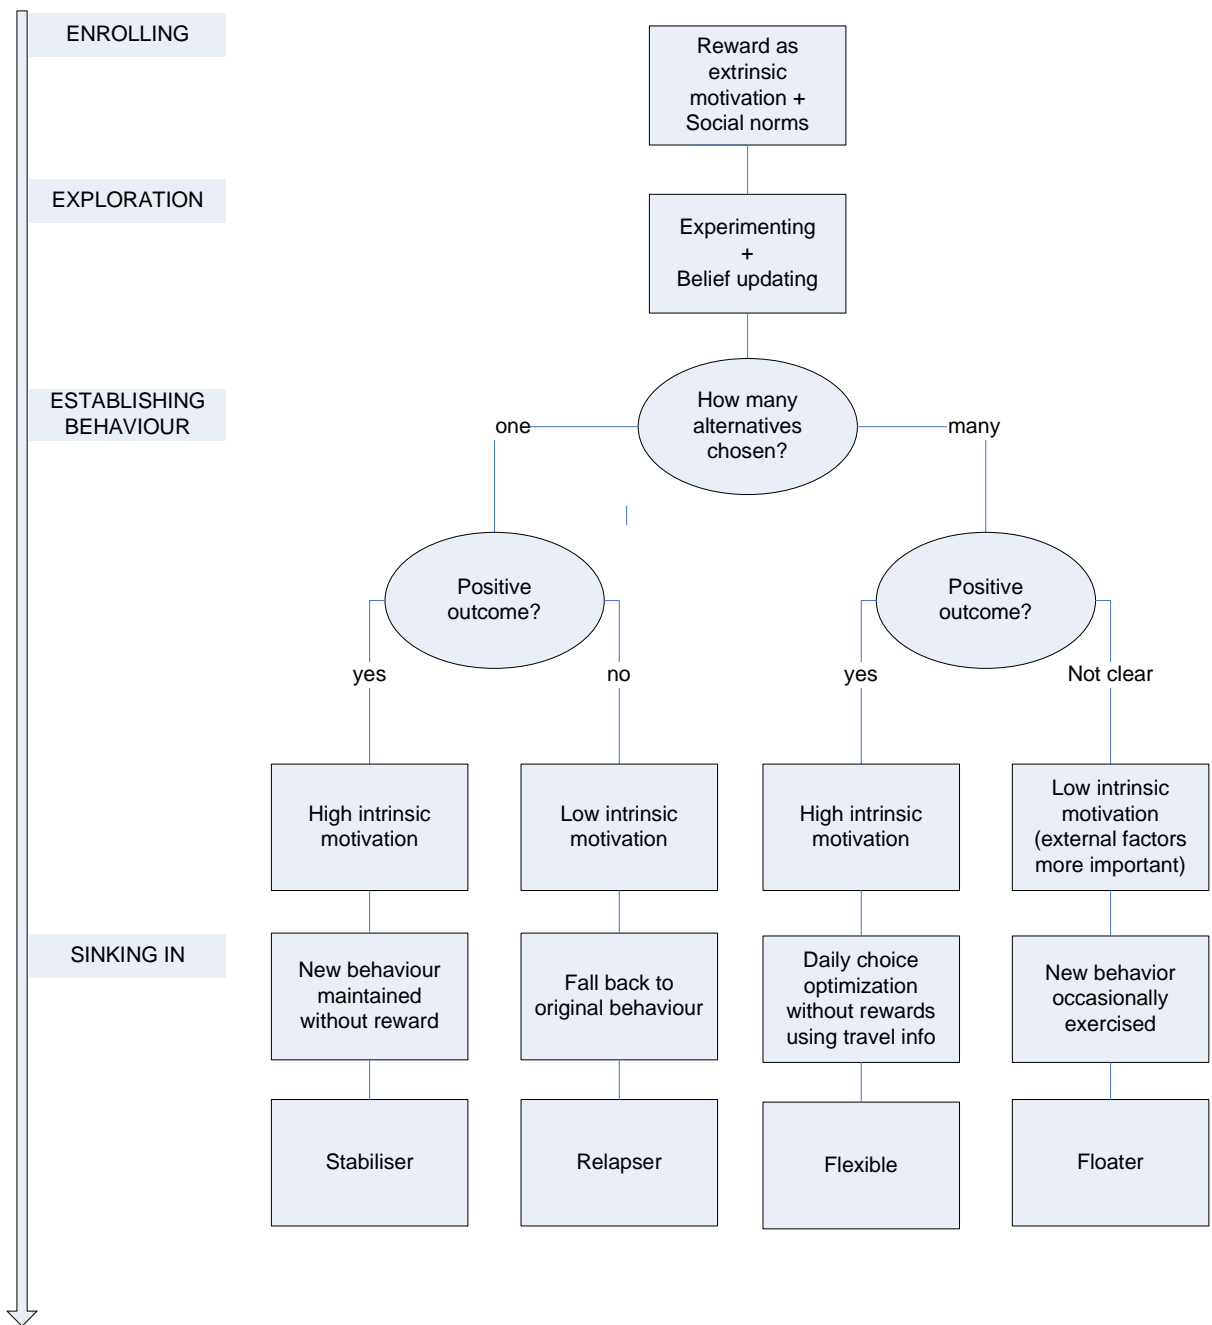 ENROLLING
Reward as
extrinsic
motivation +
Social norms
EXPLORATION
Experimenting
+
Belief updating
ESTABLISHING
BEHAVIOUR
How many
alternatives
chosen?
one
many
Positive
outcome?
Positive
outcome?
yes
no
yes
Not clear
High intrinsic
motivation
Low intrinsic
motivation
High intrinsic
motivation
Low intrinsic
motivation
(external factors
more important)
SINKING IN
New behaviour
maintained
without reward
Fall back to
original behaviour
Daily choice
optimization
without rewards
using travel info
New behavior
occasionally
exercised
Stabiliser
Relapser
Flexible
Floater